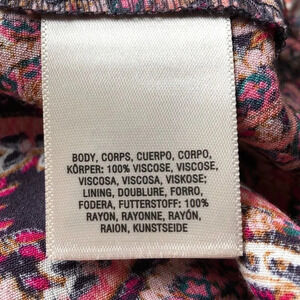 BODY, CORPS, CUERPO, CORPO,
KÖRPER: 100% VISCOSE, VISCOSE,
VISCOSA, VISCOSA, VISKOSE;
LINING, DOUBLURE, FORRO,
FODERA, FUTTERSTOFF: 100%
RAYON, RAYONNE, RAYÓN,
RAION, KUNSTSEIDE